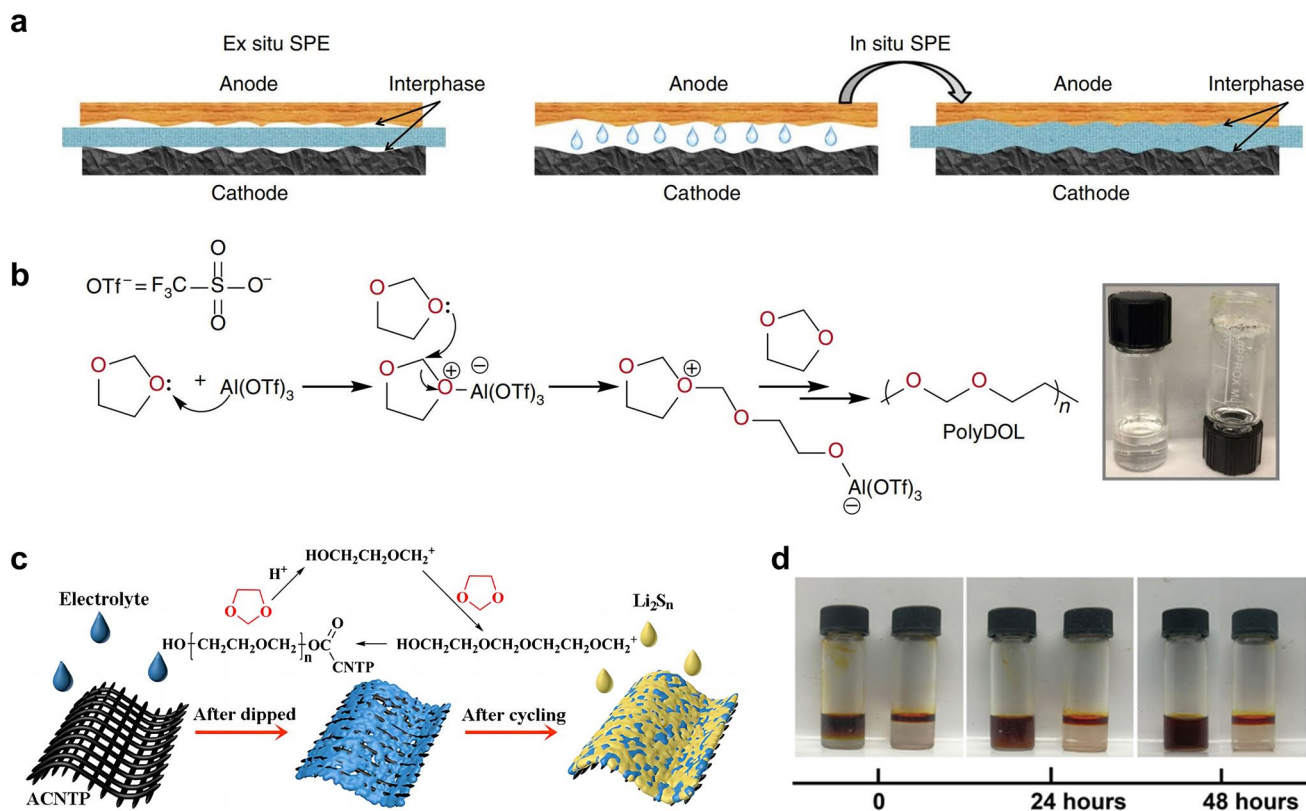 a
Ex situ SPE
In situ SPE
Anode
Interphase
Anode
Anode
Interphase
Cathode
Cathode
Cathode
b
OTf⁻ = F₃C – S – O⁻
O
O
O
O:
+ Al(OTf)₃
O
O:
O
O
⊕
⊖
Al(OTf)₃
O
O
⊕
O
O
Al(OTf)₃
⊖
O
O
O
O
n
PolyDOL
APPROX ML
c
Electrolyte
H⁺
O
O
HOCH₂CH₂OCH₂⁺
O
O
Li₂Sₙ
HO[CH₂CH₂OCH₂]ₙOC
O
CNTP
HOCH₂CH₂OCH₂OCH₂CH₂OCH₂⁺
After dipped
After cycling
ACNTP
d
0
24 hours
48 hours